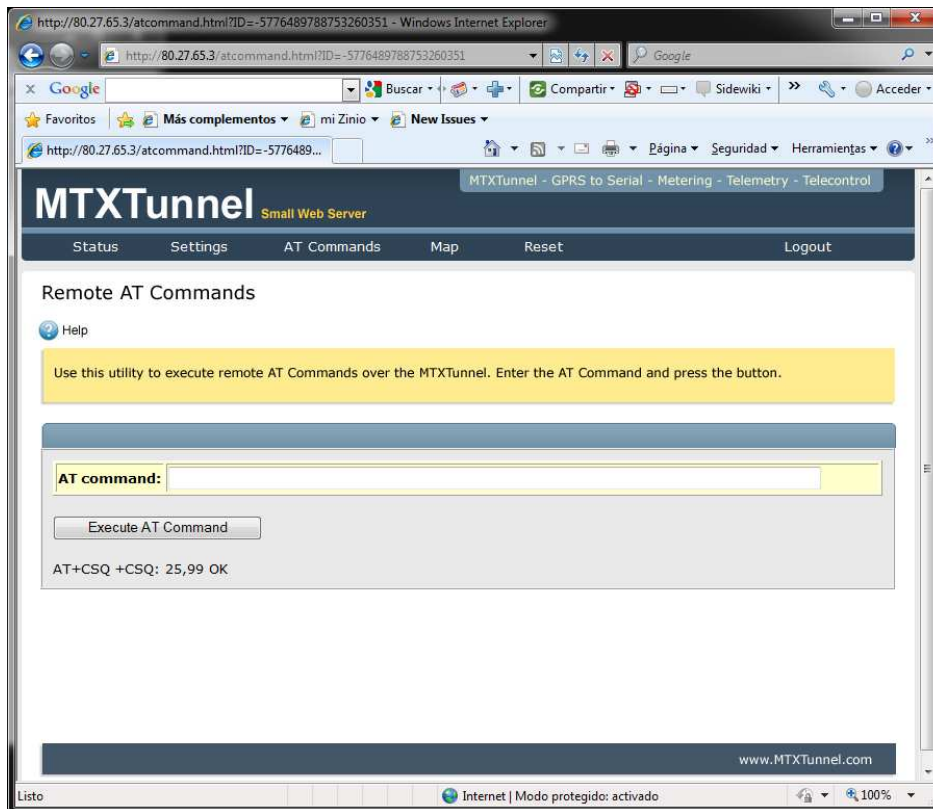 http://80.27.65.3/atcommand.html?ID=-5776489788753260351 - Windows Internet Explorer
http://80.27.65.3/atcommand.html?ID=-5776489788753260351
Google
x Google
Buscar
Compartir
Sidewiki
»
Acceder
Favoritos
Más complementos
mi Zinio
New Issues
http://80.27.65.3/atcommand.html?ID=-5776489...
Página
Seguridad
Herramientas
»
MTXTunnel - GPRS to Serial - Metering - Telemetry - Telecontrol
MTXTunnel Small Web Server
Status Settings AT Commands Map Reset Logout
Remote AT Commands
? Help
Use this utility to execute remote AT Commands over the MTXTunnel. Enter the AT Command and press the button.
AT command:
Execute AT Command
AT+CSQ +CSQ: 25,99 OK
www.MTXTunnel.com
Listo
Internet | Modo protegido: activado
100%